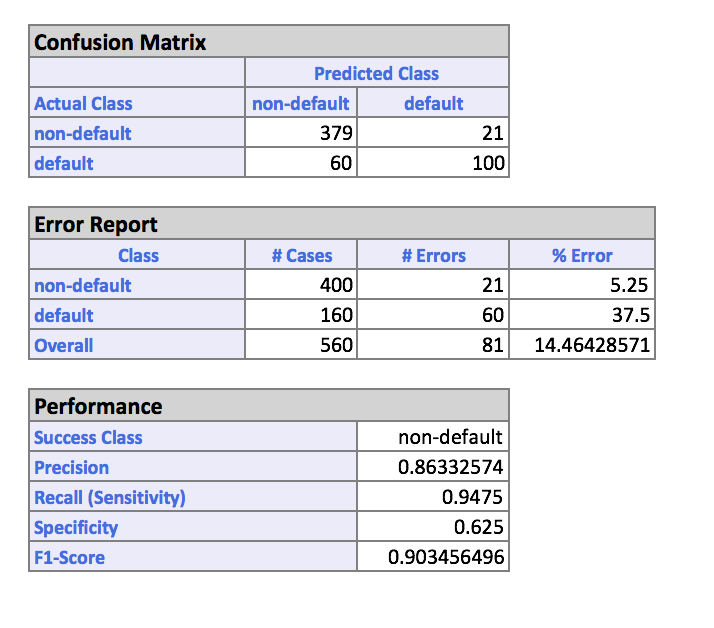 Confusion Matrix
Predicted Class
Actual Class non-default default
non-default 379 21
default 60 100
Error Report
Class # Cases # Errors % Error
non-default 400 21 5.25
default 160 60 37.5
Overall 560 81 14.46428571
Performance
Success Class non-default
Precision 0.86332574
Recall (Sensitivity) 0.9475
Specificity 0.625
F1-Score 0.903456496